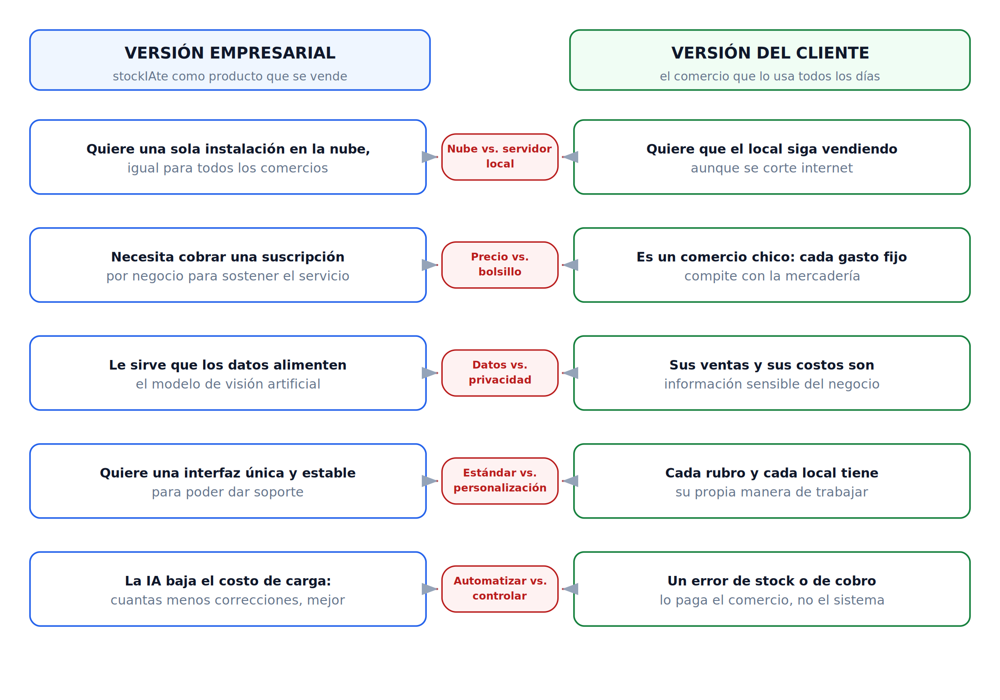 VERSIÓN EMPRESARIAL
stockIAte como producto que se vende
VERSIÓN DEL CLIENTE
el comercio que lo usa todos los días
Quiere una sola instalación en la nube,
igual para todos los comercios
Nube vs. servidor
local
Quiere que el local siga vendiendo
aunque se corte internet
Necesita cobrar una suscripción
por negocio para sostener el servicio
Precio vs.
bolsillo
Es un comercio chico: cada gasto fijo
compite con la mercadería
Le sirve que los datos alimenten
el modelo de visión artificial
Datos vs.
privacidad
Sus ventas y sus costos son
información sensible del negocio
Quiere una interfaz única y estable
para poder dar soporte
Estándar vs.
personalización
Cada rubro y cada local tiene
su propia manera de trabajar
La IA baja el costo de carga:
cuantas menos correcciones, mejor
Automatizar vs.
controlar
Un error de stock o de cobro
lo paga el comercio, no el sistema